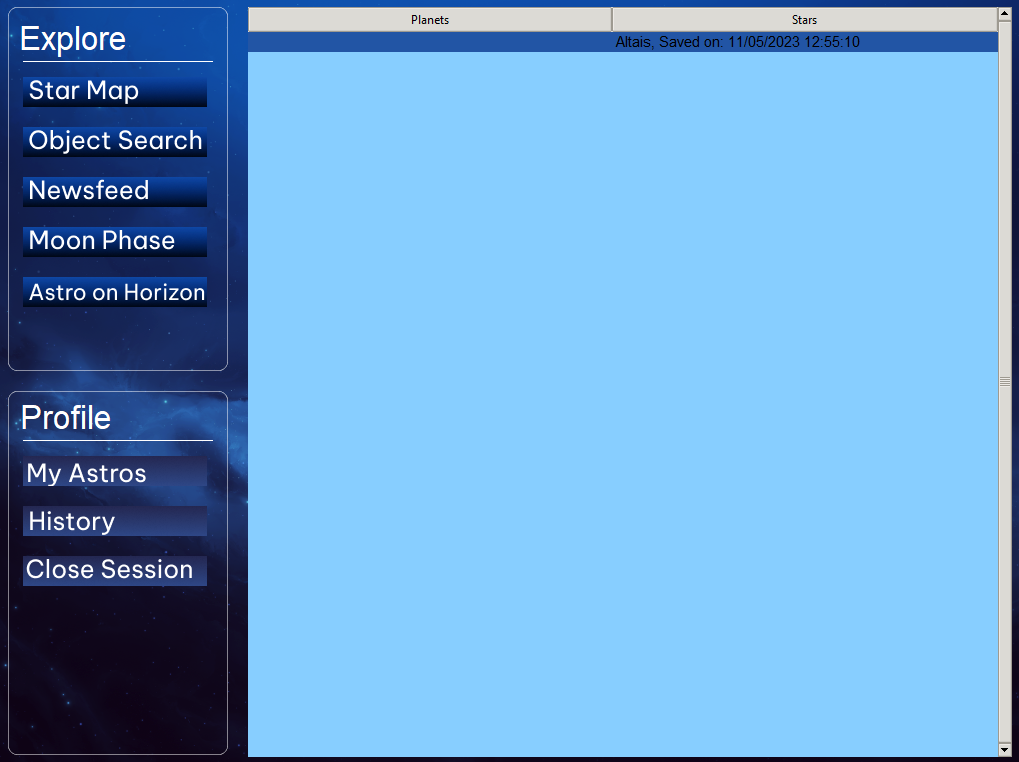 Explore
Star Map
Object Search
Newsfeed
Moon Phase
Astro on Horizon
Profile
My Astros
History
Close Session
Planets Stars
Altais, Saved on: 11/05/2023 12:55:10